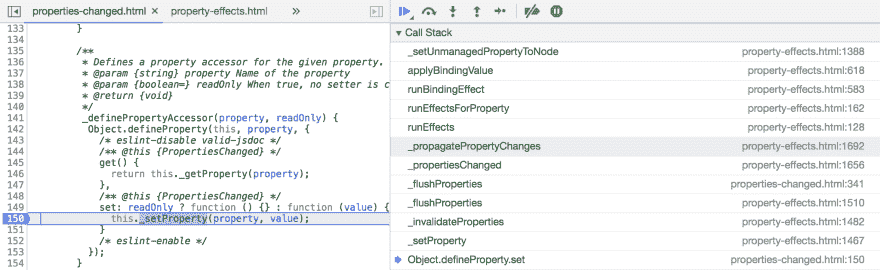 properties-changed.html × property-effects.html »
133 }
134
135 /**
136 * Defines a property accessor for the given property.
137 * @param {string} property Name of the property
138 * @param {boolean=} readOnly When true, no setter is c
139 * @return {void}
140 */
141 _definePropertyAccessor(property, readOnly) {
142 Object.defineProperty(this, property, {
143 /* eslint-disable valid-jsdoc */
144 /** @this {PropertiesChanged} */
145 get() {
146 return this._getProperty(property);
147 },
148 /** @this {PropertiesChanged} */
149 set: readOnly ? function () {} : function (value) {
150 this._setProperty(property, value);
151 }
152 /* eslint-enable */
153 });
154 }
Call Stack
_setUnmanagedPropertyToNode property-effects.html:1388
applyBindingValue property-effects.html:618
runBindingEffect property-effects.html:583
runEffectsForProperty property-effects.html:162
runEffects property-effects.html:128
_propagatePropertyChanges property-effects.html:1692
_propertiesChanged property-effects.html:1656
_flushProperties properties-changed.html:341
_flushProperties property-effects.html:1510
_invalidateProperties property-effects.html:1482
_setProperty property-effects.html:1467
Object.defineProperty.set properties-changed.html:150